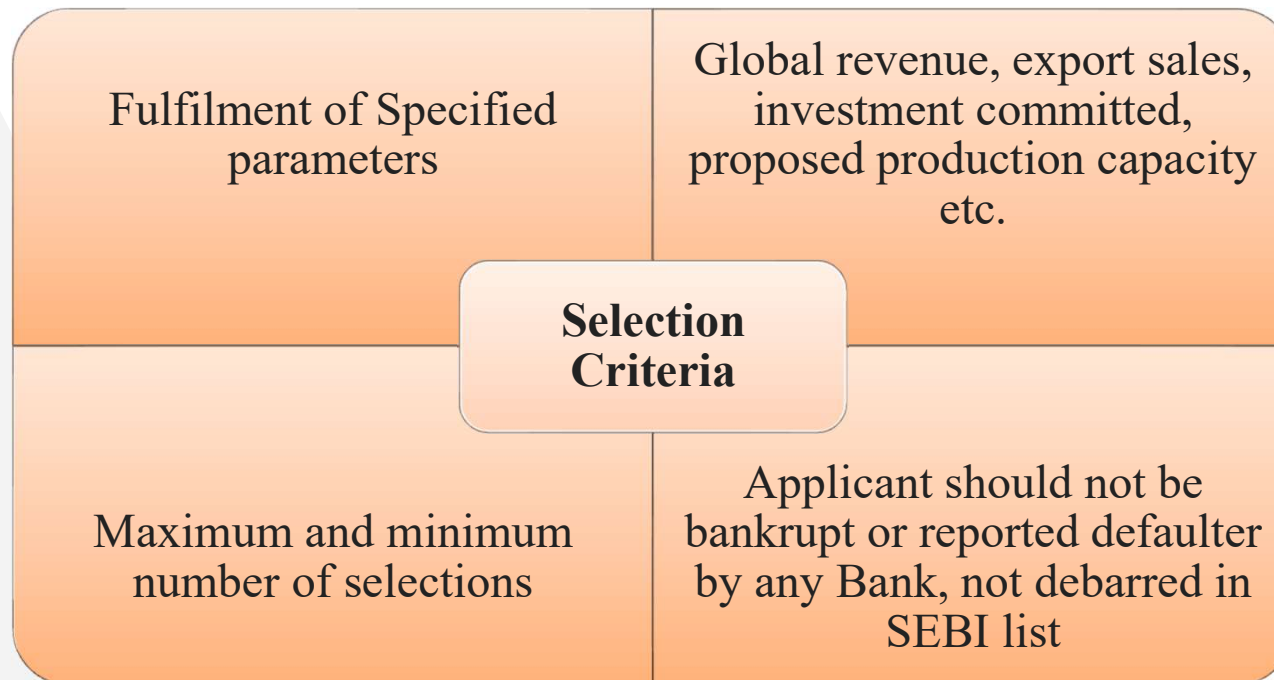 Fulfilment of Specified
parameters
Global revenue, export sales,
investment committed,
proposed production capacity
etc.
Selection
Criteria
Maximum and minimum
number of selections
Applicant should not be
bankrupt or reported defaulter
by any Bank, not debarred in
SEBI list